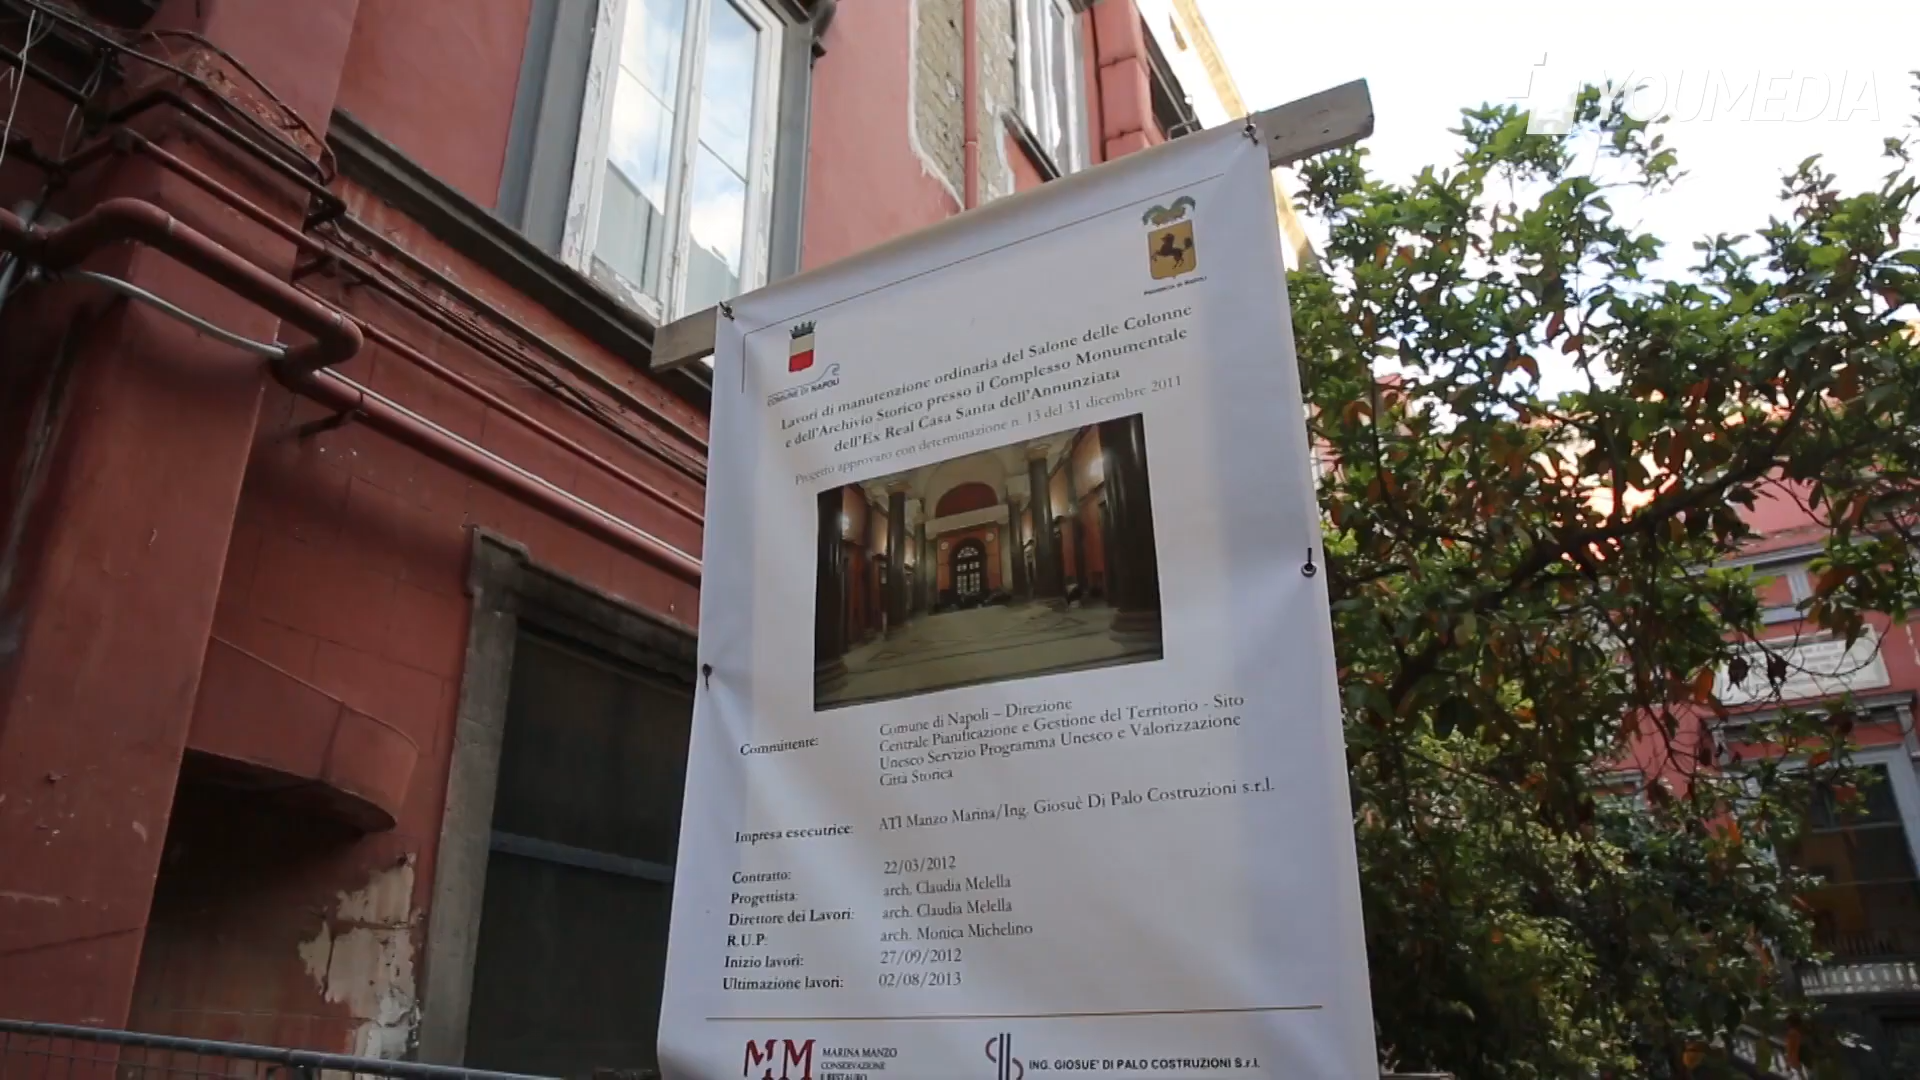 YOUMEDIA
PROVINCIA DI NAPOLI
COMUNE DI NAPOLI
Lavori di manutenzione ordinaria del Salone delle Colonne
e dell'Archivio Storico presso il Complesso Monumentale
dell'Ex Real Casa Santa dell'Annunziata
Progetto approvato con determinazione n. 13 del 31 dicembre 2011
Committente: Comune di Napoli – Direzione
Centrale Pianificazione e Gestione del Territorio - Sito
Unesco Servizio Programma Unesco e Valorizzazione
Città Storica
Impresa esecutrice: ATI Manzo Marina/Ing. Giosuè Di Palo Costruzioni s.r.l.
Contratto: 22/03/2012
Progettista: arch. Claudia Melella
Direttore dei Lavori: arch. Claudia Melella
R.U.P: arch. Monica Michelino
Inizio lavori: 27/09/2012
Ultimazione lavori: 02/08/2013
MM MARINA MANZO
CONSERVAZIONE
E RESTAURO
ING. GIOSUE' DI PALO COSTRUZIONI S.r.l.